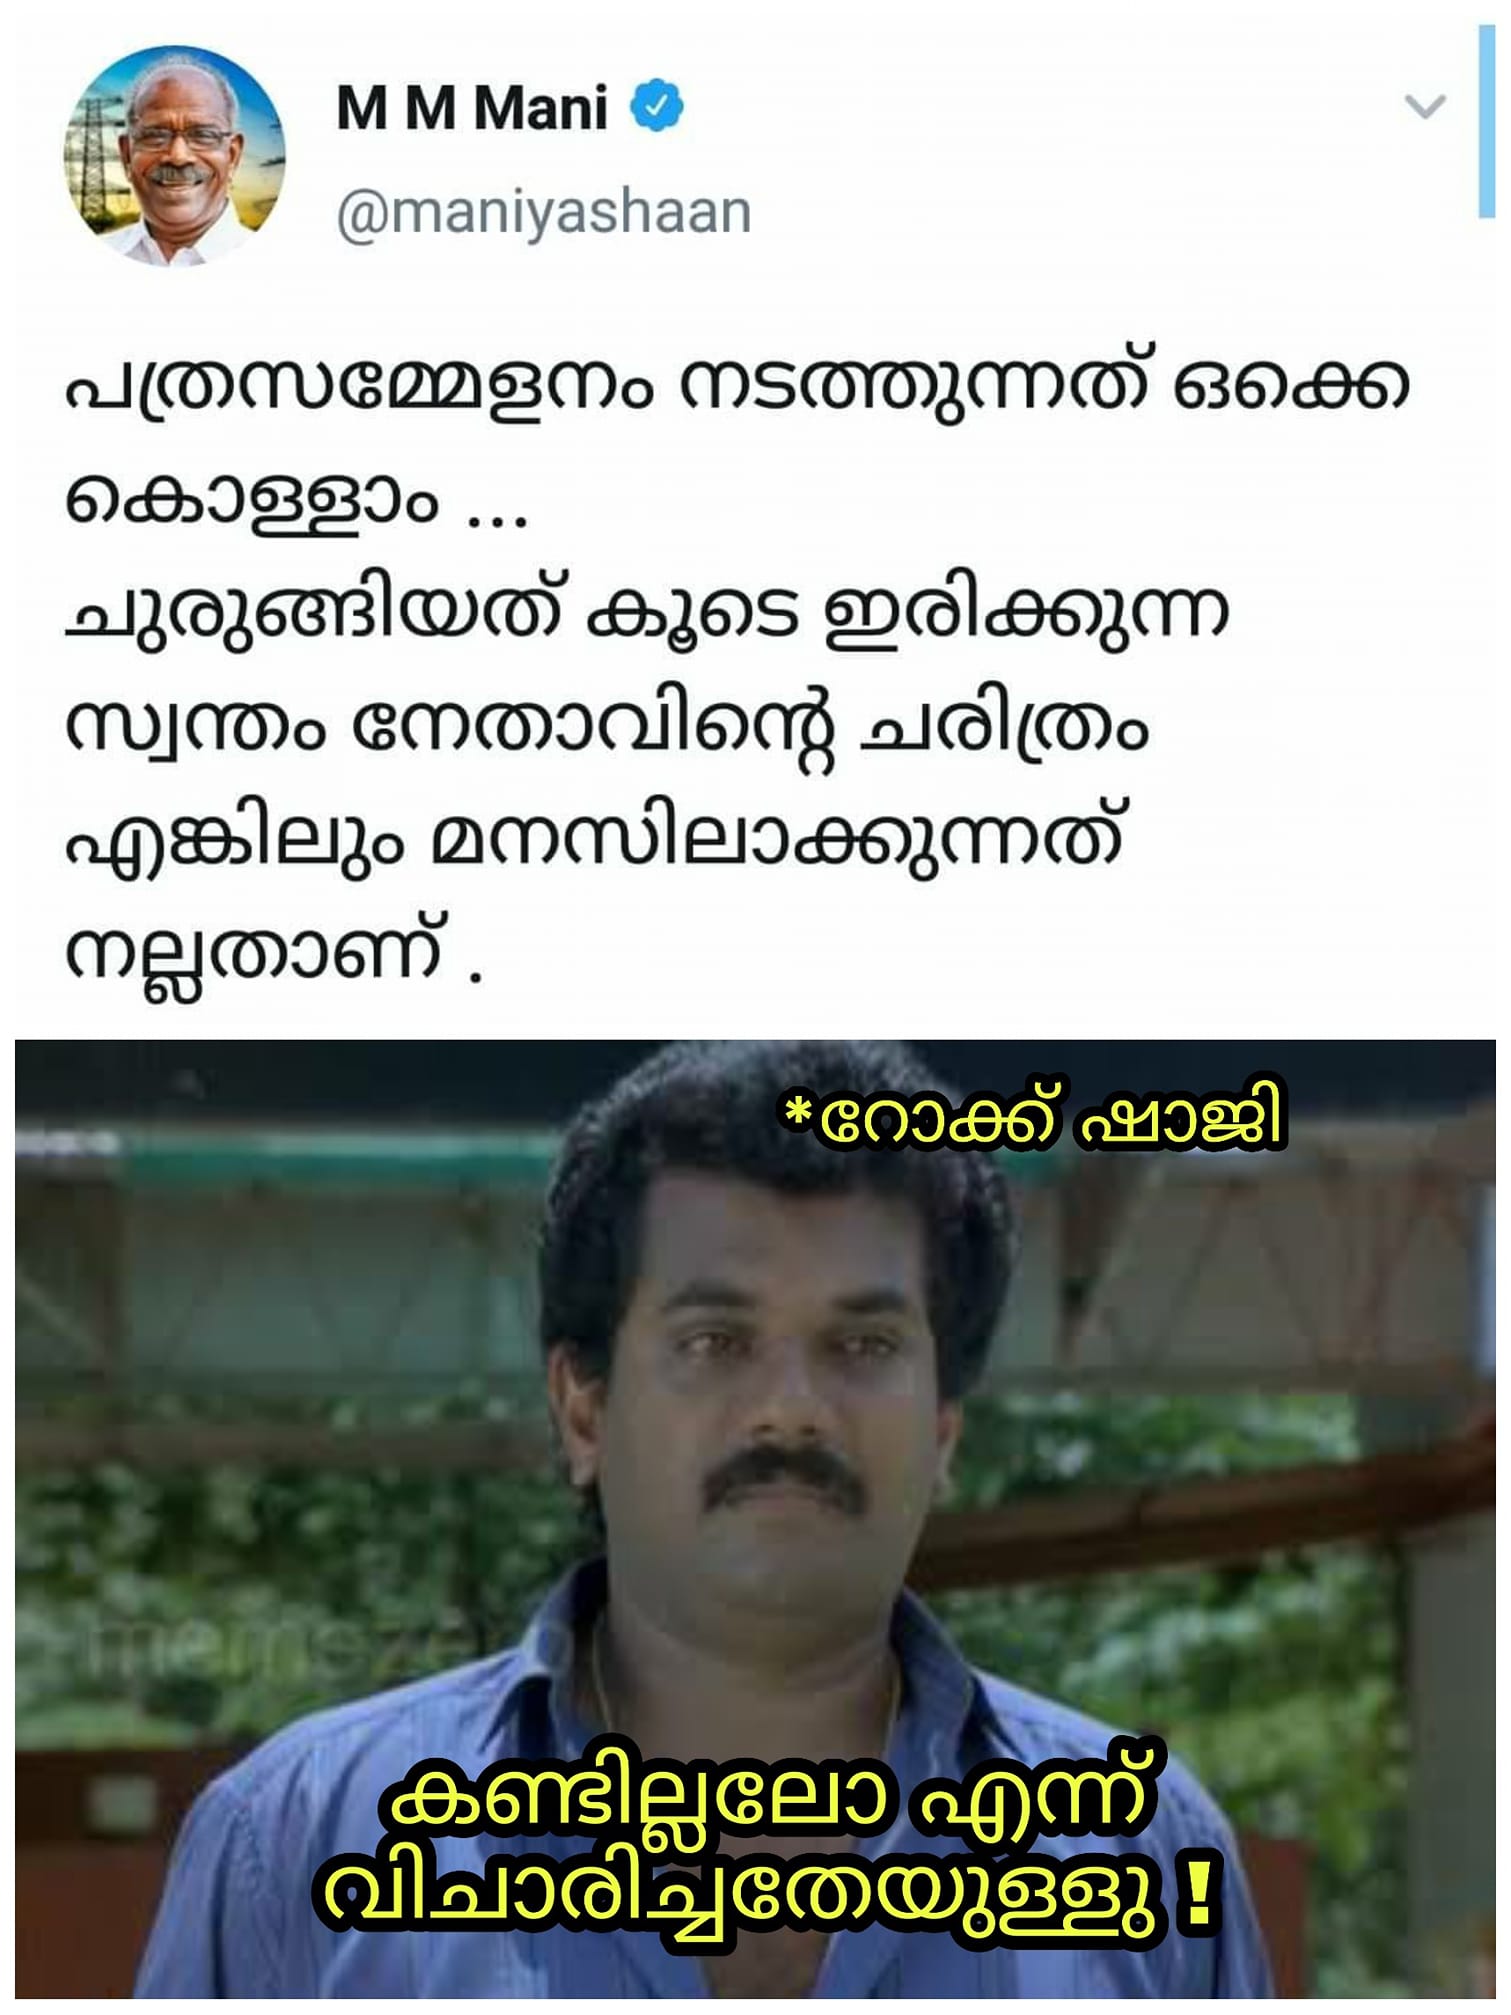 M M Mani
@maniyashaan
പത്രസമ്മേളനം നടത്തുന്നത് ഒക്കെ
കൊള്ളാം ...
ചുരുങ്ങിയത് കൂടെ ഇരിക്കുന്ന
സ്വന്തം നേതാവിന്റെ ചരിത്രം
എങ്കിലും മനസിലാക്കുന്നത്
നല്ലതാണ് .
*റോക്ക് ഷാജി
കണ്ടില്ലലോ എന്ന്
വിചാരിച്ചതേയുള്ളു !